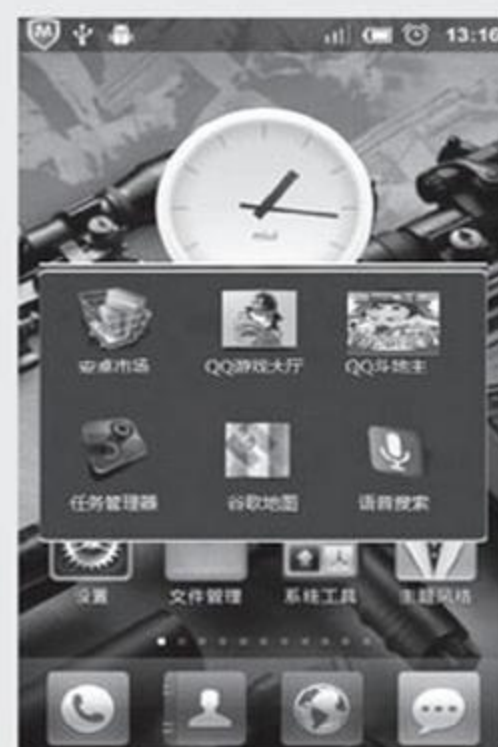 13:16
安卓市场 QQ游戏大厅 QQ斗地主
任务管理器 谷歌地图 语音搜索
设置 文件管理 系统工具 主题风格